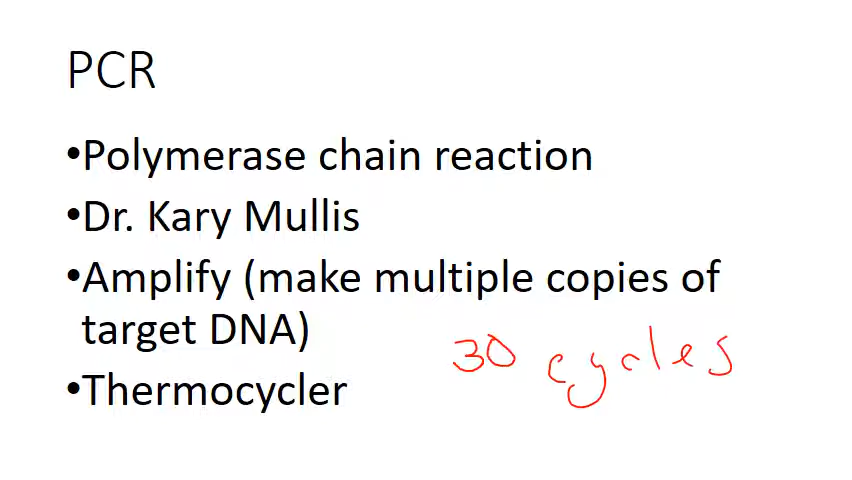 PCR
•Polymerase chain reaction
•Dr. Kary Mullis
•Amplify (make multiple copies of
target DNA)
30 cycles
•Thermocycler